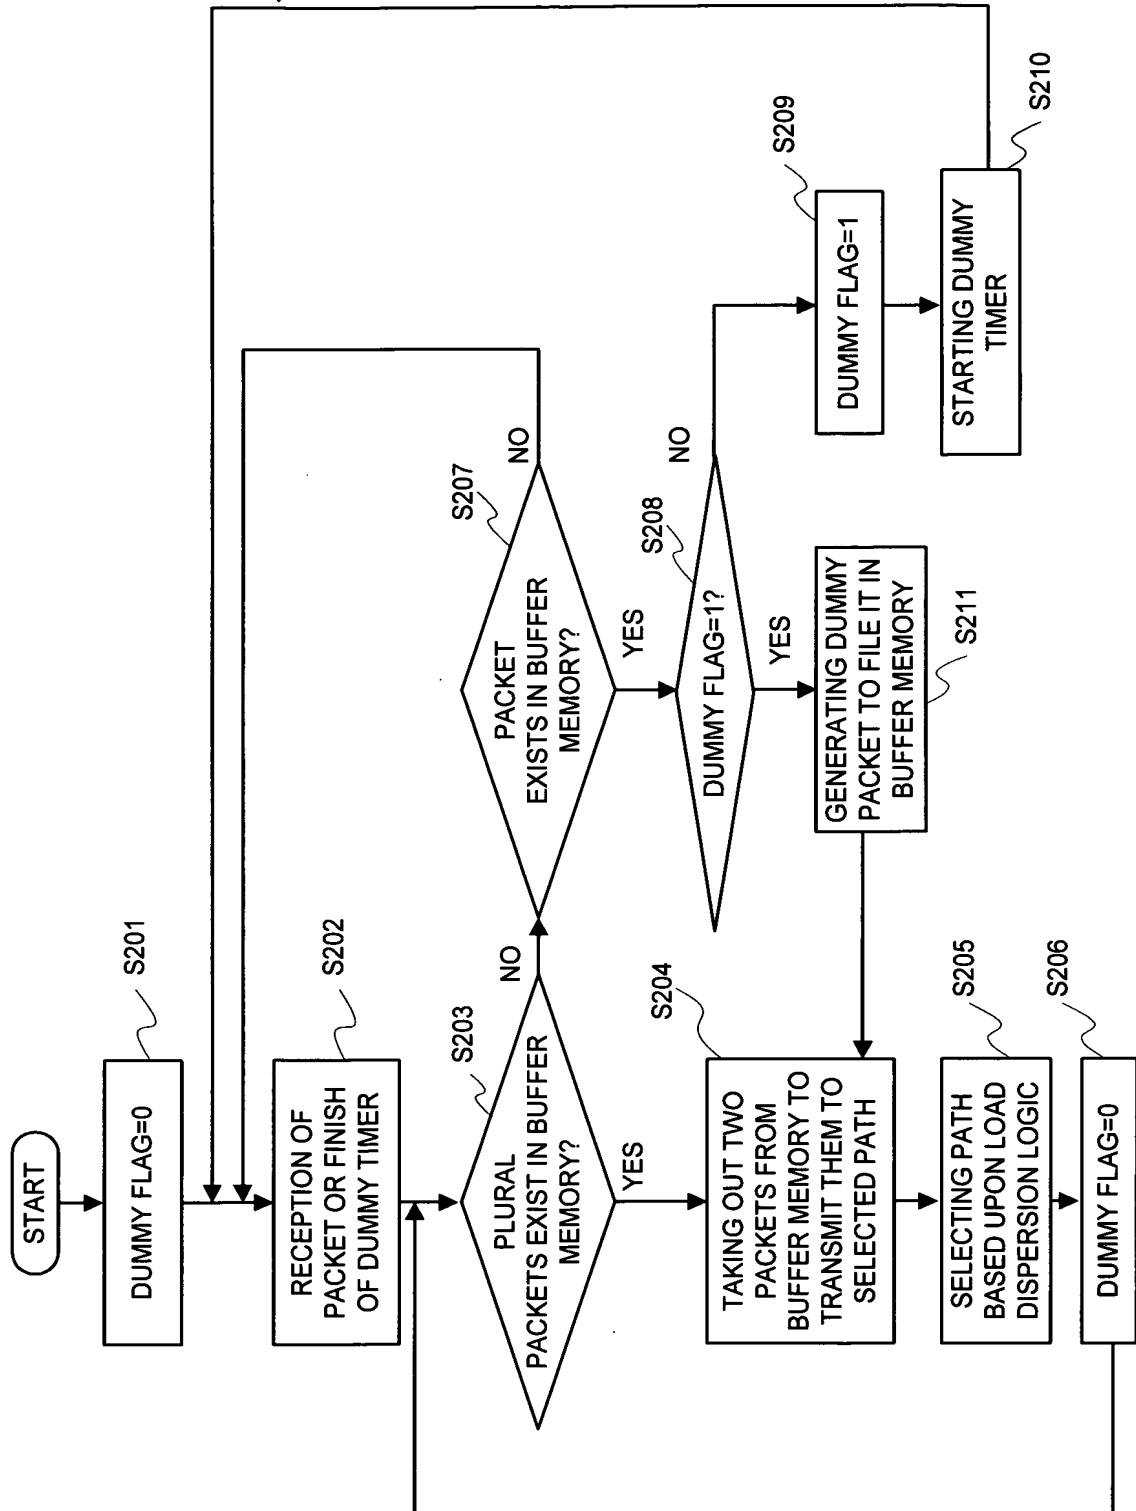 START
DUMMY FLAG=0
S201
RECEPTION OF
PACKET OR FINISH
OF DUMMY TIMER
S202
PLURAL
PACKETS EXIST IN BUFFER
MEMORY?
S203
NO
YES
TAKING OUT TWO
PACKETS FROM
BUFFER MEMORY TO
TRANSMIT THEM TO
SELECTED PATH
S204
SELECTING PATH
BASED UPON LOAD
DISPERSION LOGIC
S205
DUMMY FLAG=0
S206
PACKET
EXISTS IN BUFFER
MEMORY?
S207
NO
YES
DUMMY FLAG=1?
S208
NO
YES
GENERATING DUMMY
PACKET TO FILE IT IN
BUFFER MEMORY
S211
DUMMY FLAG=1
S209
STARTING DUMMY
TIMER
S210